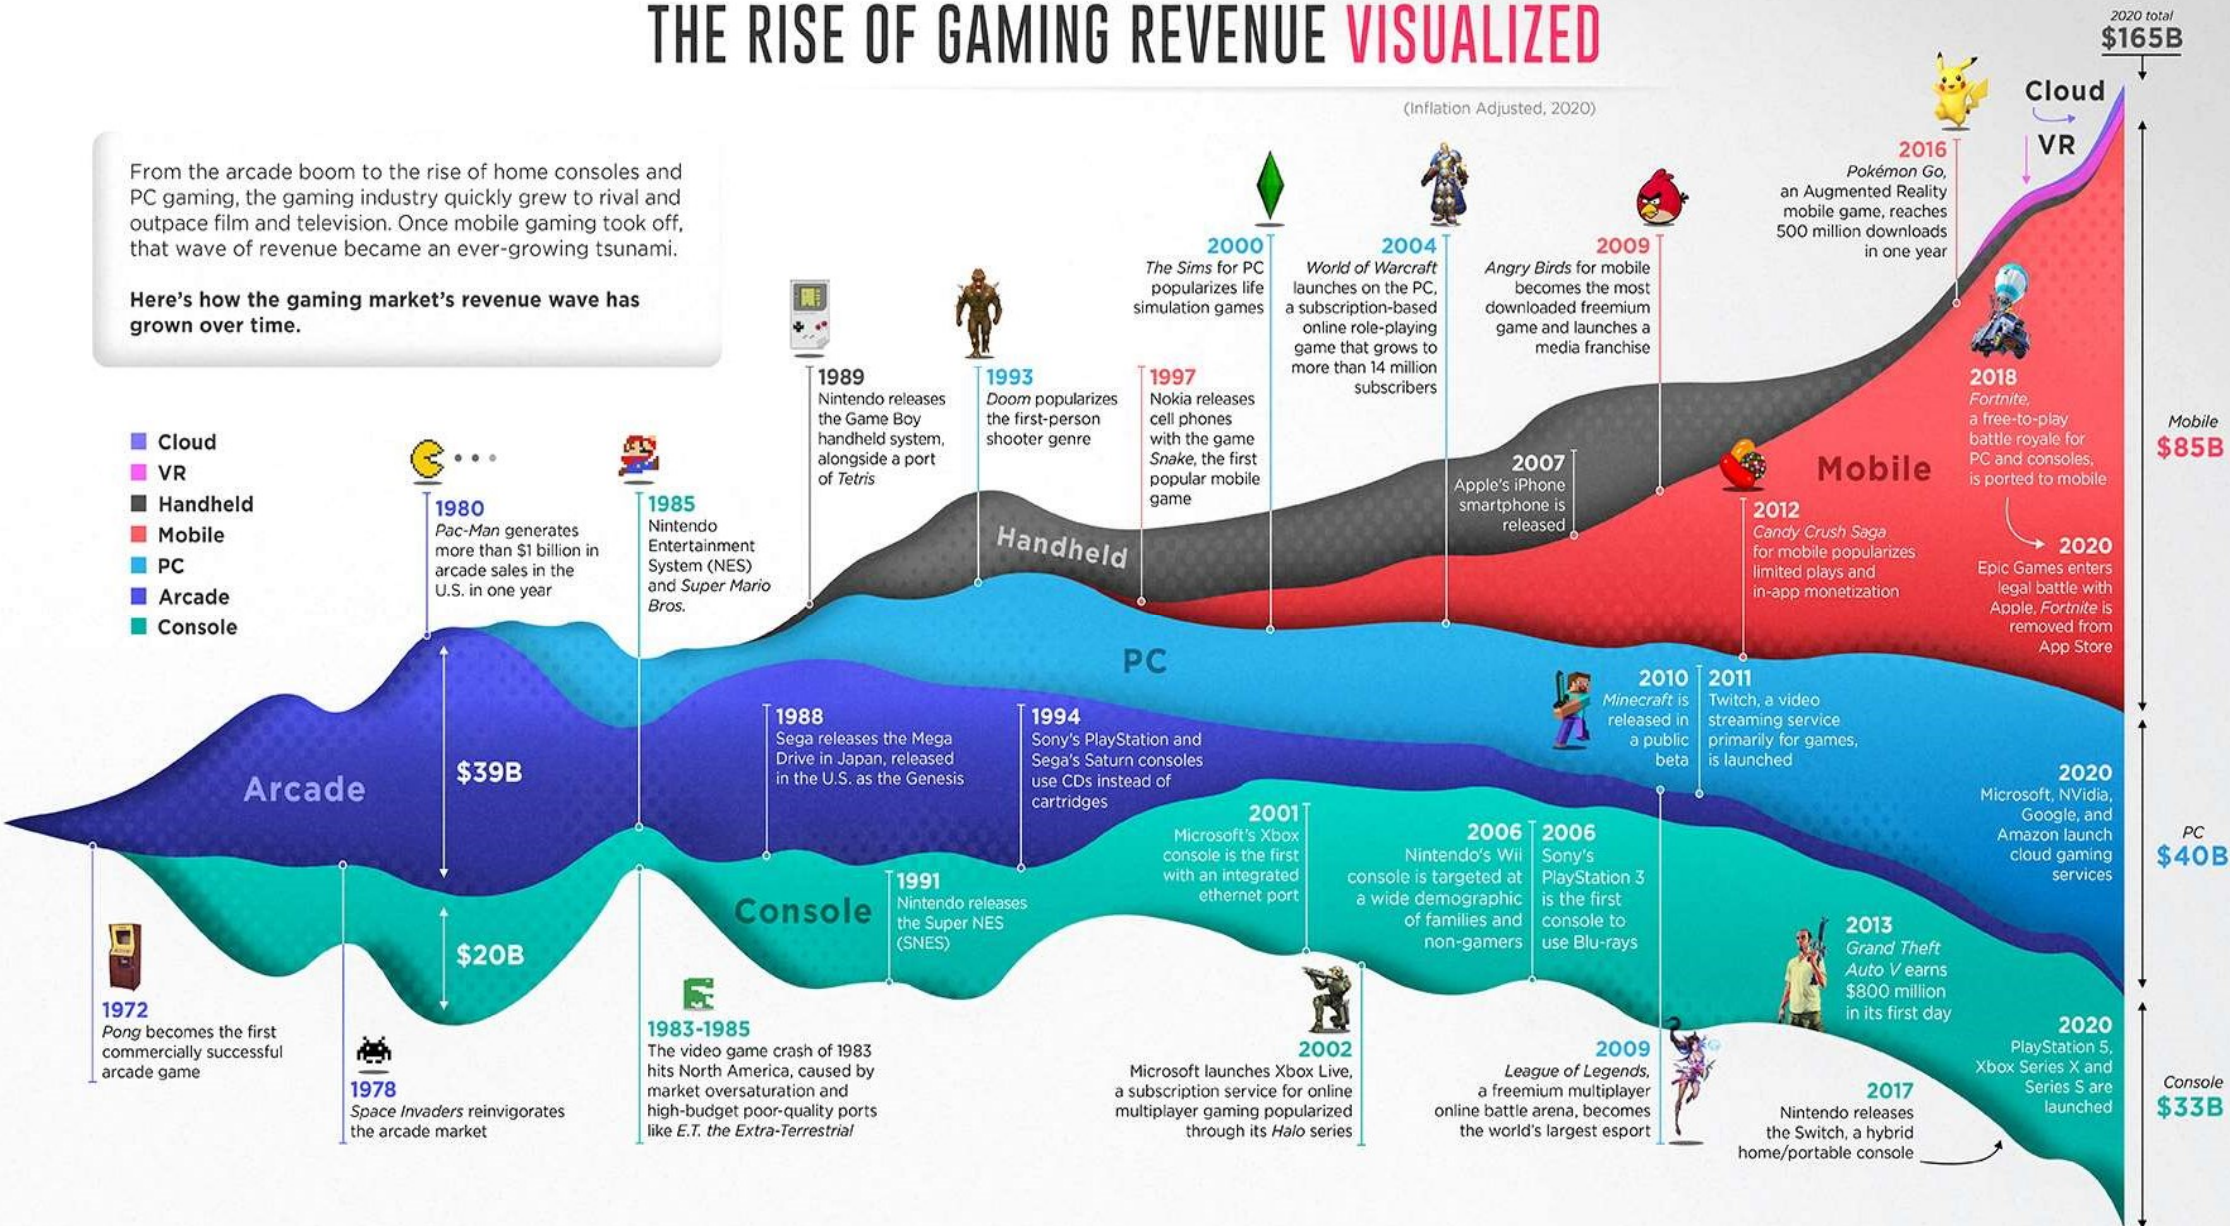 THE RISE OF GAMING REVENUE VISUALIZED
(Inflation Adjusted, 2020)
From the arcade boom to the rise of home consoles and
PC gaming, the gaming industry quickly grew to rival and
outpace film and television. Once mobile gaming took off,
that wave of revenue became an ever-growing tsunami.
Here's how the gaming market's revenue wave has
grown over time.
Cloud
VR
Handheld
Mobile
PC
Arcade
Console
2020 total
$165B
Cloud
VR
Mobile
$85B
PC
$40B
Console
$33B
Arcade
$39B
$20B
Console
PC
Handheld
Mobile
1972
Pong becomes the first
commercially successful
arcade game
1978
Space Invaders reinvigorates
the arcade market
1980
Pac-Man generates
more than $1 billion in
arcade sales in the
U.S. in one year
1983-1985
The video game crash of 1983
hits North America, caused by
market oversaturation and
high-budget poor-quality ports
like E.T. the Extra-Terrestrial
1985
Nintendo
Entertainment
System (NES)
and Super Mario
Bros.
1988
Sega releases the Mega
Drive in Japan, released
in the U.S. as the Genesis
1989
Nintendo releases
the Game Boy
handheld system,
alongside a port
of Tetris
1991
Nintendo releases
the Super NES
(SNES)
1993
Doom popularizes
the first-person
shooter genre
1994
Sony's PlayStation and
Sega's Saturn consoles
use CDs instead of
cartridges
1997
Nokia releases
cell phones
with the game
Snake, the first
popular mobile
game
2000
The Sims for PC
popularizes life
simulation games
2001
Microsoft's Xbox
console is the first
with an integrated
ethernet port
2002
Microsoft launches Xbox Live,
a subscription service for online
multiplayer gaming popularized
through its Halo series
2004
World of Warcraft
launches on the PC,
a subscription-based
online role-playing
game that grows to
more than 14 million
subscribers
2006
Nintendo's Wii
console is targeted at
a wide demographic
of families and
non-gamers
2006
Sony's
PlayStation 3
is the first
console to
use Blu-rays
2007
Apple's iPhone
smartphone is
released
2009
Angry Birds for mobile
becomes the most
downloaded freemium
game and launches a
media franchise
2009
League of Legends,
a freemium multiplayer
online battle arena, becomes
the world's largest esport
2010
Minecraft is
released in
a public
beta
2011
Twitch, a video
streaming service
primarily for games,
is launched
2012
Candy Crush Saga
for mobile popularizes
limited plays and
in-app monetization
2013
Grand Theft
Auto V earns
$800 million
in its first day
2016
Pokémon Go,
an Augmented Reality
mobile game, reaches
500 million downloads
in one year
2017
Nintendo releases
the Switch, a hybrid
home/portable console
2018
Fortnite,
a free-to-play
battle royale for
PC and consoles,
is ported to mobile
2020
Epic Games enters
legal battle with
Apple, Fortnite is
removed from
App Store
2020
Microsoft, NVidia,
Google, and
Amazon launch
cloud gaming
services
2020
PlayStation 5,
Xbox Series X and
Series S are
launched